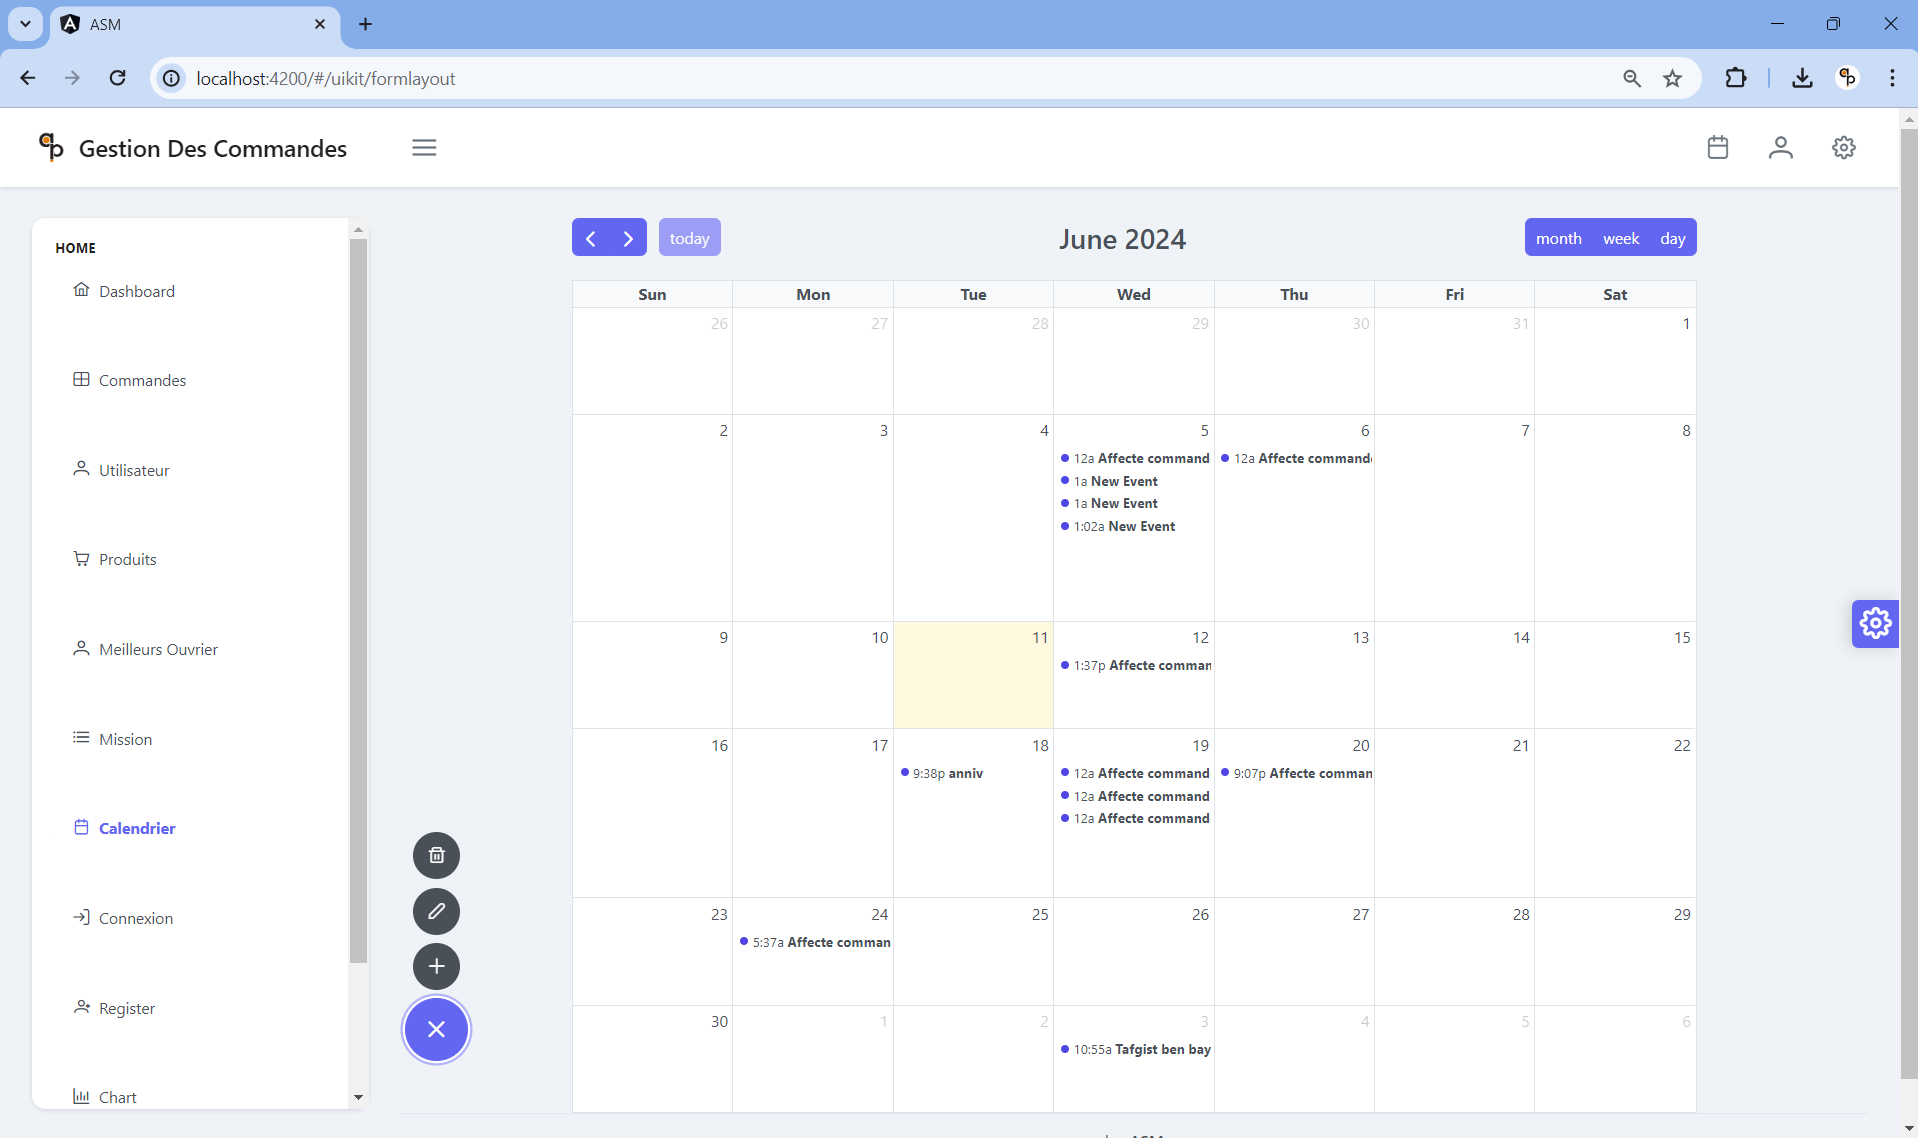 ASM
localhost:4200/#/uikit/formlayout
Gestion Des Commandes
HOME
Dashboard
Commandes
Utilisateur
Produits
Meilleurs Ouvrier
Mission
Calendrier
Connexion
Register
Chart
today
June 2024
month week day
Sun Mon Tue Wed Thu Fri Sat
26 27 28 29 30 31 1
2 3 4 5 6 7 8
12a Affecte command 12a Affecte command
1a New Event
1a New Event
1:02a New Event
9 10 11 12 13 14 15
1:37p Affecte comman
16 17 18 19 20 21 22
9:38p anniv 12a Affecte command 9:07p Affecte comman
12a Affecte command
12a Affecte command
23 24 25 26 27 28 29
5:37a Affecte comman
30 1 2 3 4 5 6
10:55a Tafgist ben bay